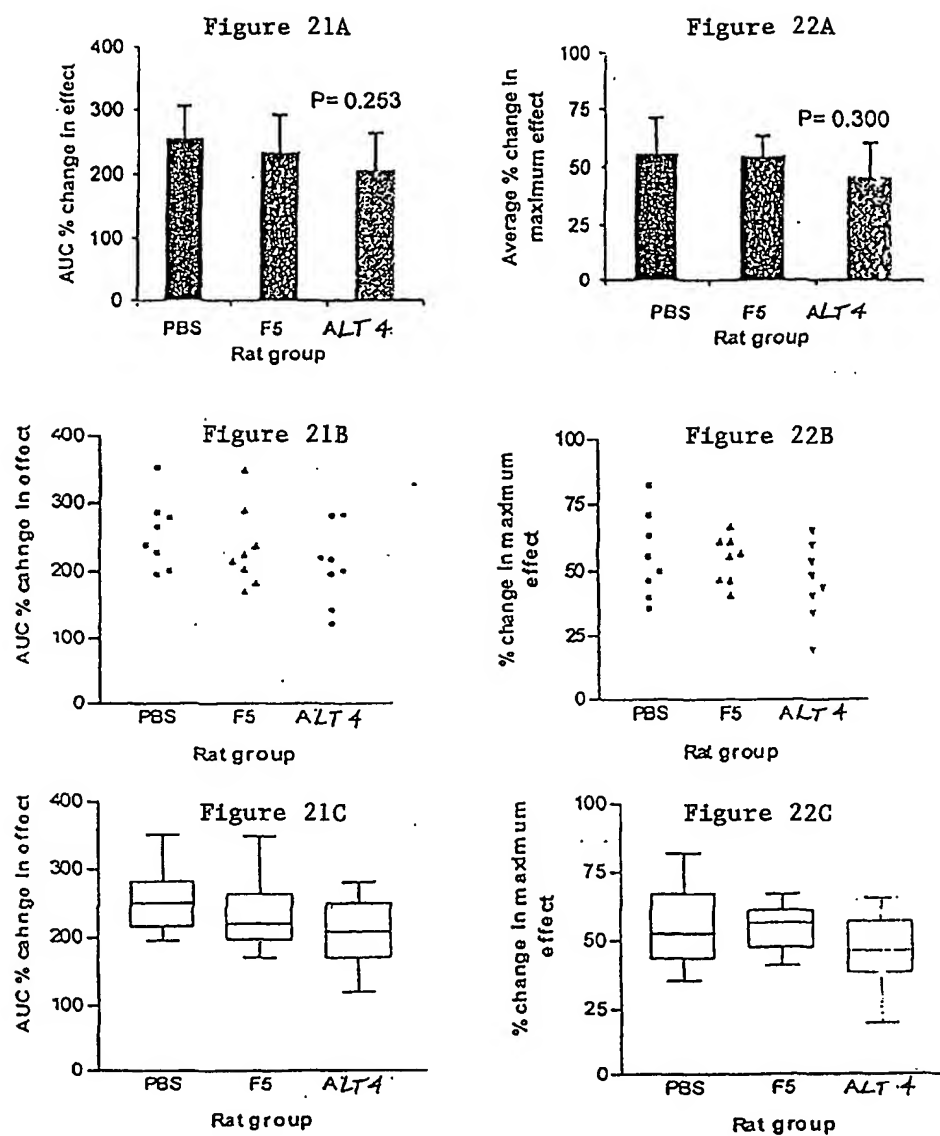 Figure 21A
AUC % change in effect
400
300
200
100
0
P= 0.253
PBS F5 ALT 4.
Rat group
Figure 22A
Average % change in
maximum effect
100
75
50
25
0
P= 0.300
PBS F5 ALT 4
Rat group
Figure 21B
AUC % cahngo in offoct
400
300
200
100
0
PBS F5 ALT 4
Rat group
Figure 22B
% change in maximum
effect
100
75
50
25
0
PBS F5 ALT 4
Rat group
Figure 21C
AUC % cahngo in offoct
400
300
200
100
0
PBS F5 ALT 4
Rat group
Figure 22C
% change in maximum
effect
100
75
50
25
0
PBS F5 ALT 4
Rat group